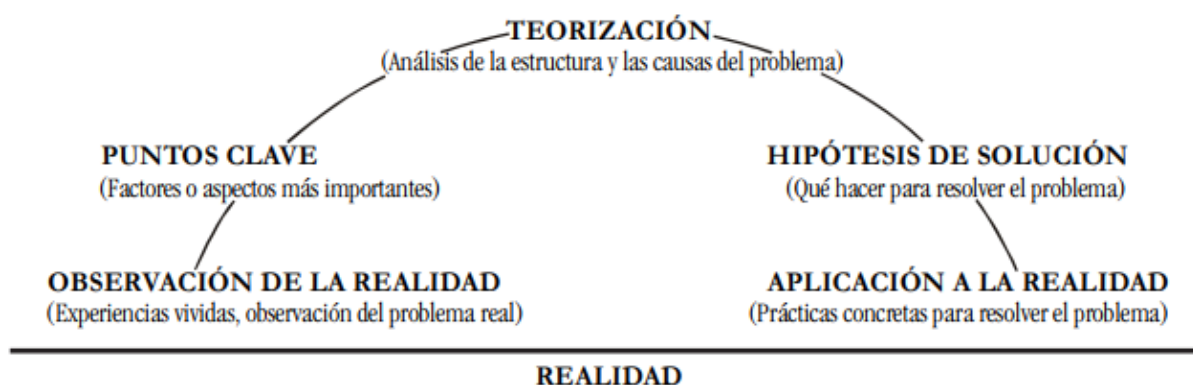 TEORIZACIÓN
(Análisis de la estructura y las causas del problema)
PUNTOS CLAVE
(Factores o aspectos más importantes)
HIPÓTESIS DE SOLUCIÓN
(Qué hacer para resolver el problema)
OBSERVACIÓN DE LA REALIDAD
(Experiencias vividas, observación del problema real)
APLICACIÓN A LA REALIDAD
(Prácticas concretas para resolver el problema)
REALIDAD